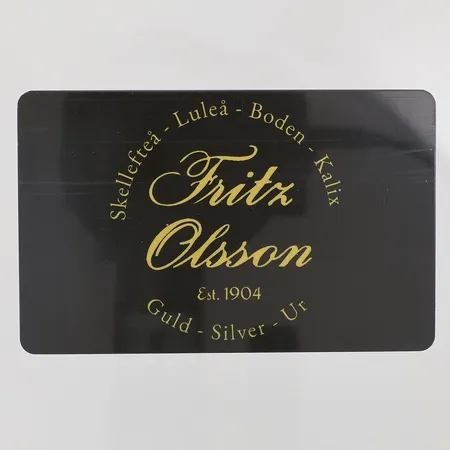 Skellefteå - Luleå - Boden - Kalix
Fritz
Olsson
Est. 1904
Guld - Silver - Ur